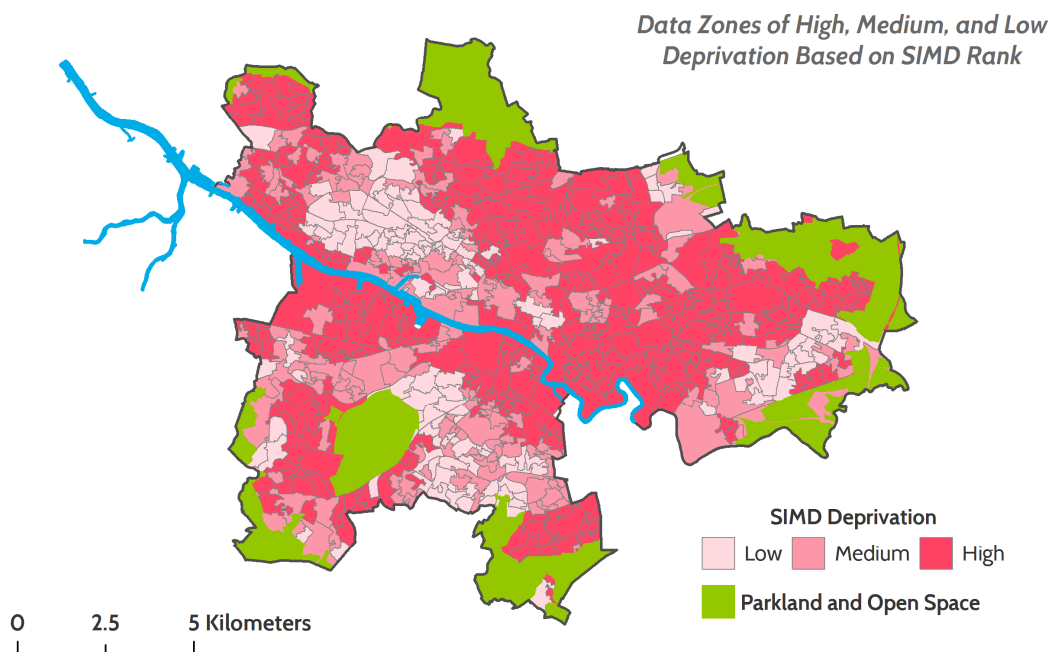 Data Zones of High, Medium, and Low
Deprivation Based on SIMD Rank
SIMD Deprivation
Low Medium High
Parkland and Open Space
0 2.5 5 Kilometers